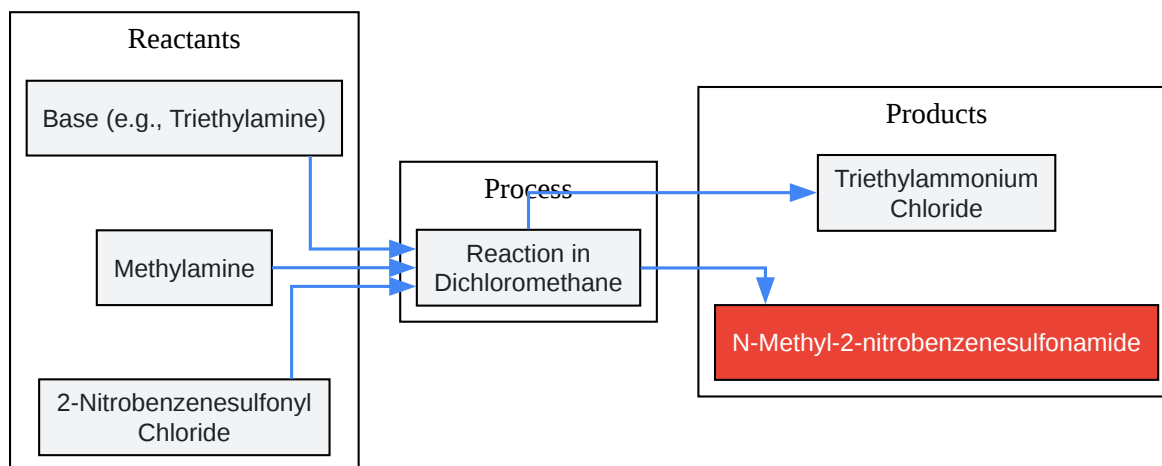 Reactants
Base (e.g., Triethylamine)
Methylamine
2-Nitrobenzenesulfonyl
Chloride
Process
Reaction in
Dichloromethane
Products
Triethylammonium
Chloride
N-Methyl-2-nitrobenzenesulfonamide